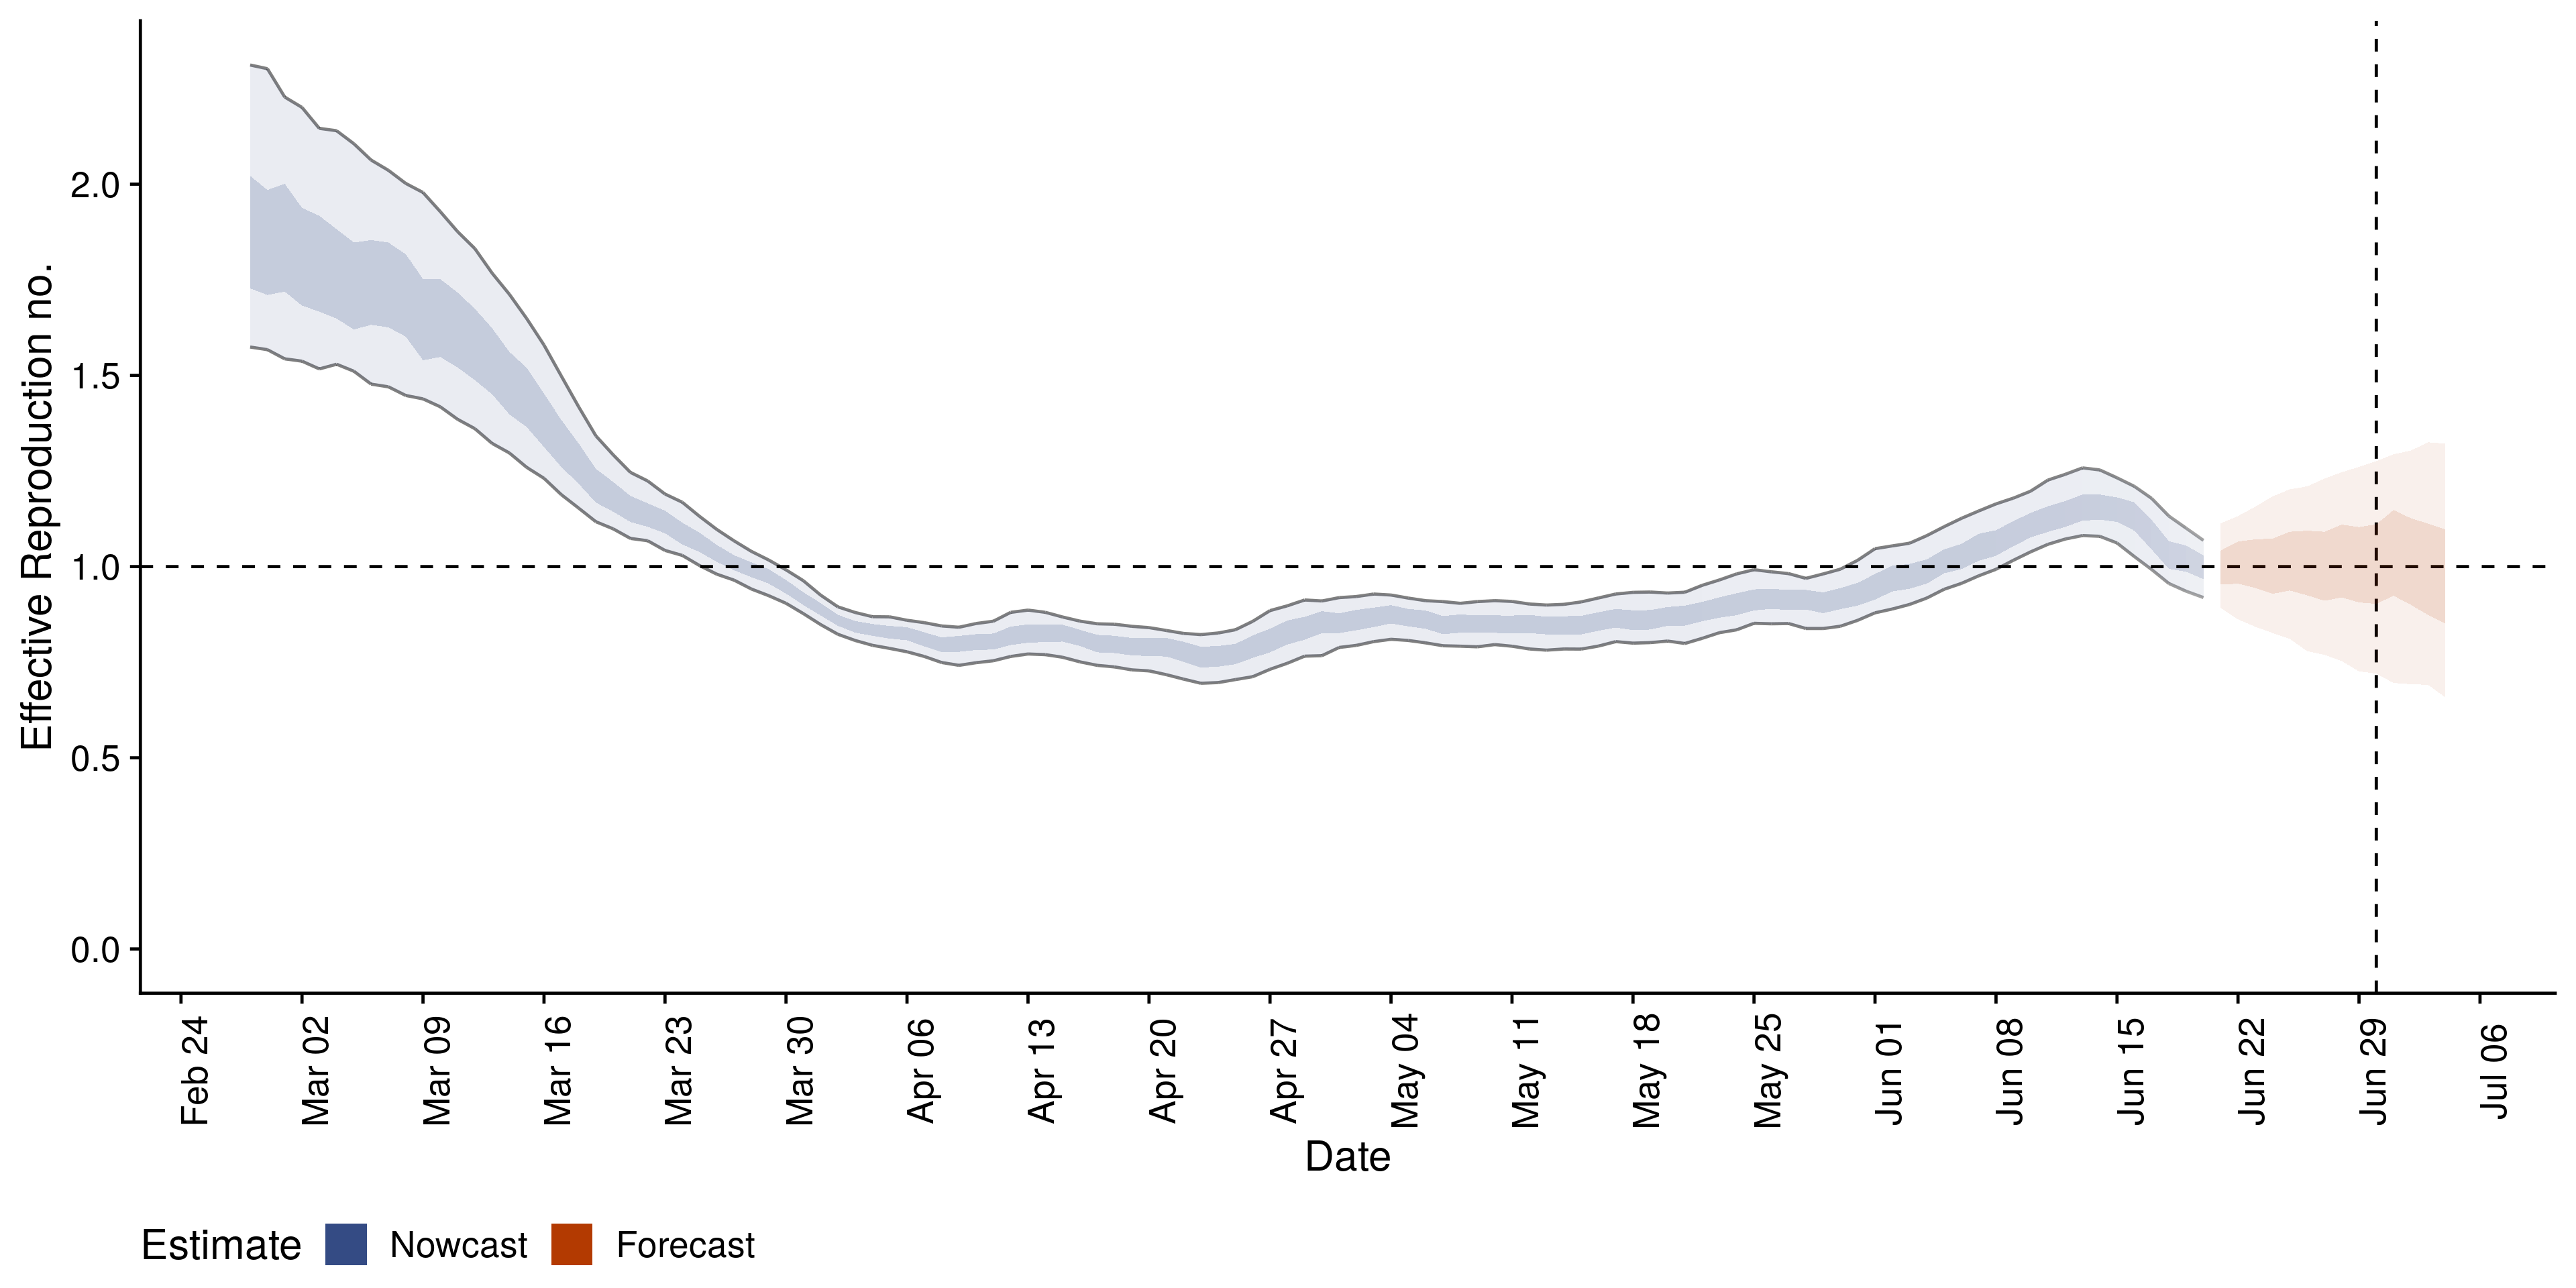 Effective Reproduction no.
2.0
1.5
1.0
0.5
0.0
Feb 24
Mar 02
Mar 09
Mar 16
Mar 23
Mar 30
Apr 06
Apr 13
Apr 20
Apr 27
May 04
May 11
May 18
May 25
Jun 01
Jun 08
Jun 15
Jun 22
Jun 29
Jul 06
Date
Estimate Nowcast Forecast